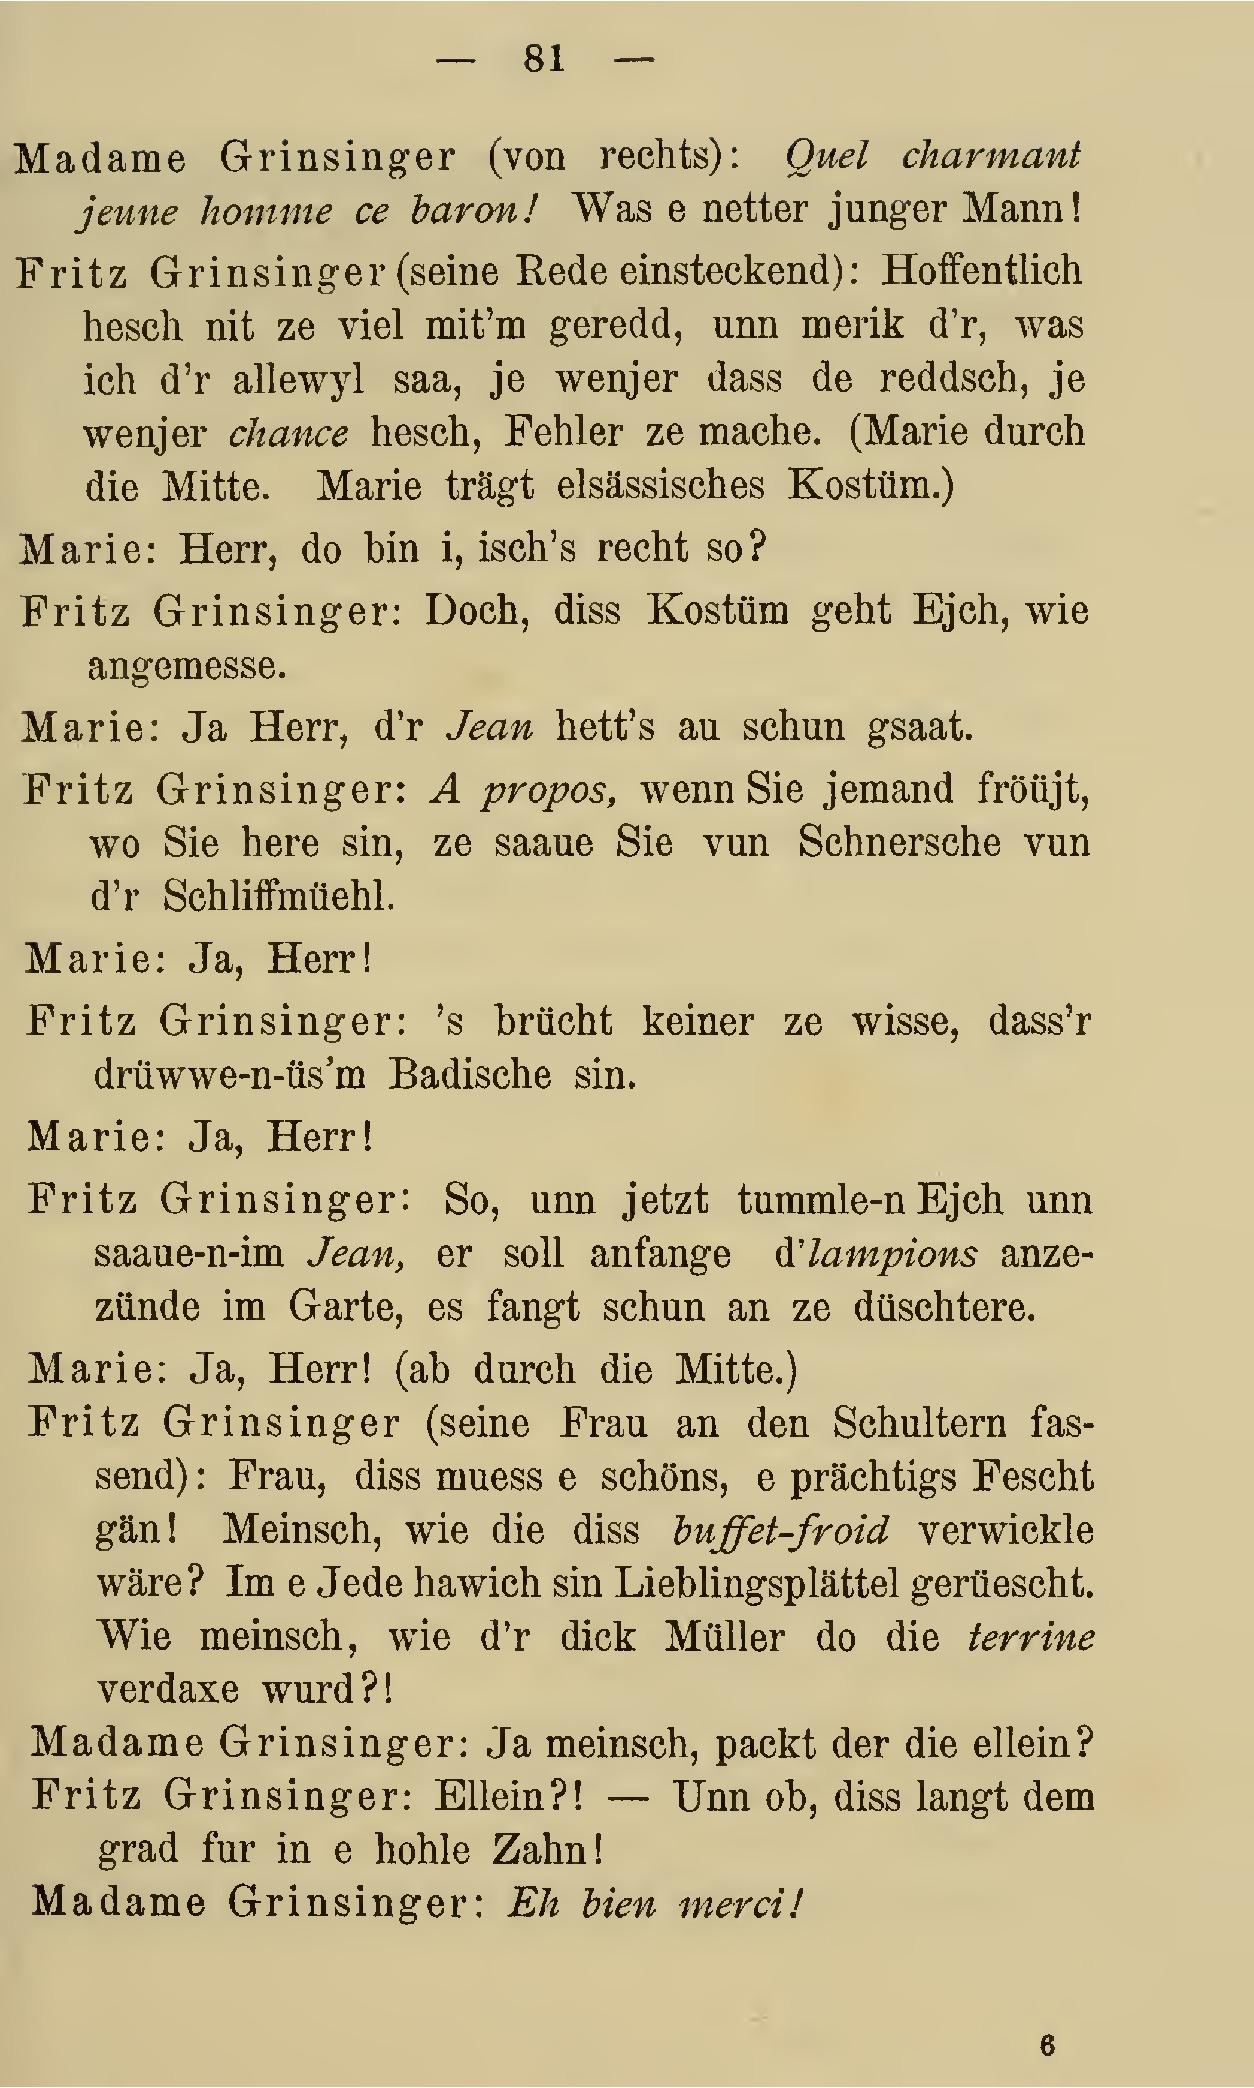 — 81 —
Madame Grinsinger (von rechts): Quel charmant
jeune homme ce baron! Was e netter junger Mann!
Fritz Grinsinger (seine Rede einsteckend): Hoffentlich
hesch nit ze viel mit'm geredd, unn merik d'r, was
ich d'r allewyl saa, je wenjer dass de reddsch, je
wenjer chance hesch, Fehler ze mache. (Marie durch
die Mitte. Marie trägt elsässisches Kostüm.)
Marie: Herr, do bin i, isch's recht so?
Fritz Grinsinger: Doch, diss Kostüm geht Ejch, wie
angemesse.
Marie: Ja Herr, d'r Jean hett's au schun gsaat.
Fritz Grinsinger: A propos, wenn Sie jemand fröüjt,
wo Sie here sin, ze saaue Sie vun Schnersche vun
d'r Schliffmüehl.
Marie: Ja, Herr!
Fritz Grinsinger: 's brücht keiner ze wisse, dass'r
drüwwe-n-üs'm Badische sin.
Marie: Ja, Herr!
Fritz Grinsinger: So, unn jetzt tummle-n Ejch unn
saaue-n-im Jean, er soll anfange d'lampions anze-
zünde im Garte, es fangt schun an ze düschtere.
Marie: Ja, Herr! (ab durch die Mitte.)
Fritz Grinsinger (seine Frau an den Schultern fas-
send): Frau, diss muess e schöns, e prächtigs Fescht
gän! Meinsch, wie die diss buffet-froid verwickle
wäre? Im e Jede hawich sin Lieblingsplättel gerüescht.
Wie meinsch, wie d'r dick Müller do die terrine
verdaxe wurd?!
Madame Grinsinger: Ja meinsch, packt der die ellein?
Fritz Grinsinger: Ellein?! — Unn ob, diss langt dem
grad fur in e hohle Zahn!
Madame Grinsinger: Eh bien merci!
6